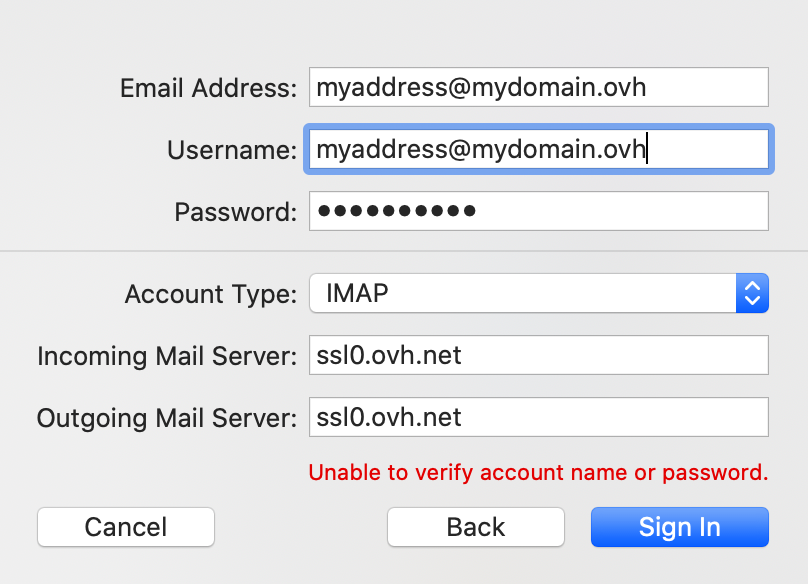 Email Address: myaddress@mydomain.ovh
Username: myaddress@mydomain.ovh
Password: ••••••••••
Account Type: IMAP
Incoming Mail Server: ssl0.ovh.net
Outgoing Mail Server: ssl0.ovh.net
Unable to verify account name or password.
Cancel Back Sign In